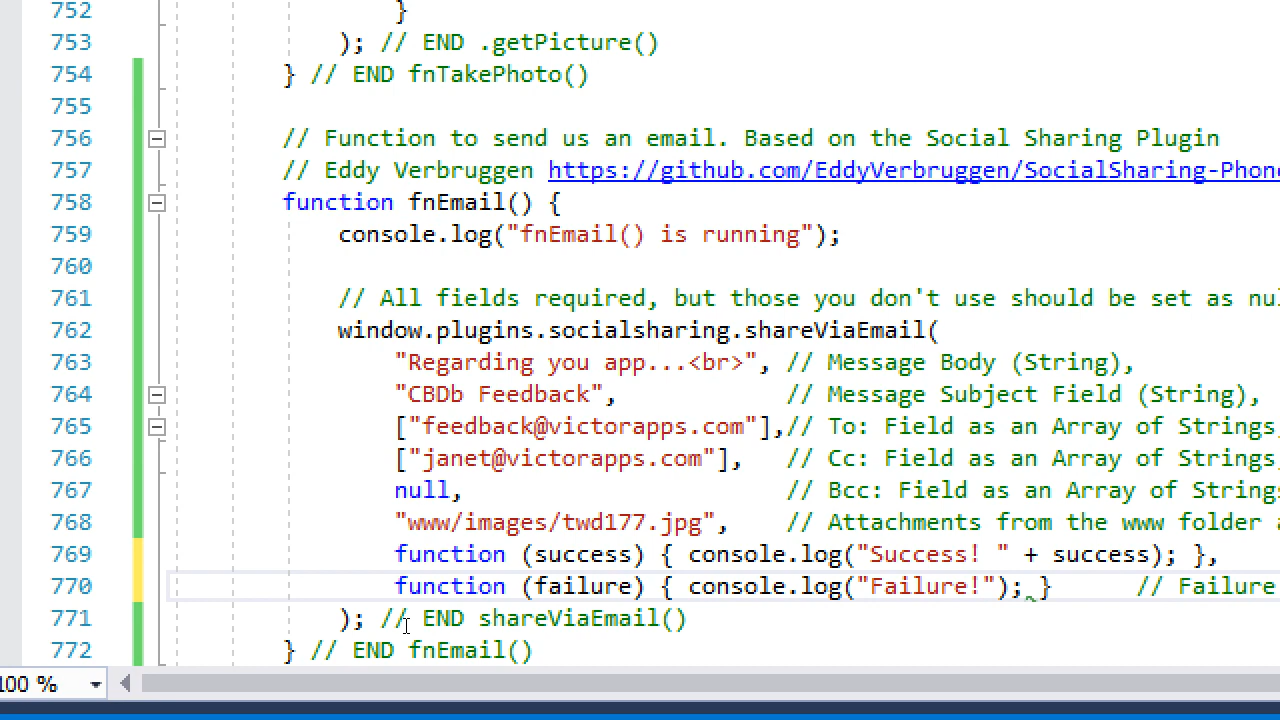 752 }
753 ); // END .getPicture()
754 } // END fnTakePhoto()
755
756 // Function to send us an email. Based on the Social Sharing Plugin
757 // Eddy Verbruggen https://github.com/EddyVerbruggen/SocialSharing-Phon
758 function fnEmail() {
759 console.log("fnEmail() is running");
760
761 // All fields required, but those you don't use should be set as nu
762 window.plugins.socialsharing.shareViaEmail(
763 "Regarding you app...<br>", // Message Body (String),
764 "CBDb Feedback", // Message Subject Field (String),
765 ["feedback@victorapps.com"],// To: Field as an Array of Strings
766 ["janet@victorapps.com"], // Cc: Field as an Array of Strings
767 null, // Bcc: Field as an Array of Strings
768 "www/images/twd177.jpg", // Attachments from the www folder a
769 function (success) { console.log("Success! " + success); },
770 function (failure) { console.log("Failure!"); } // Failure
771 ); // END shareViaEmail()
772 } // END fnEmail()
100 %